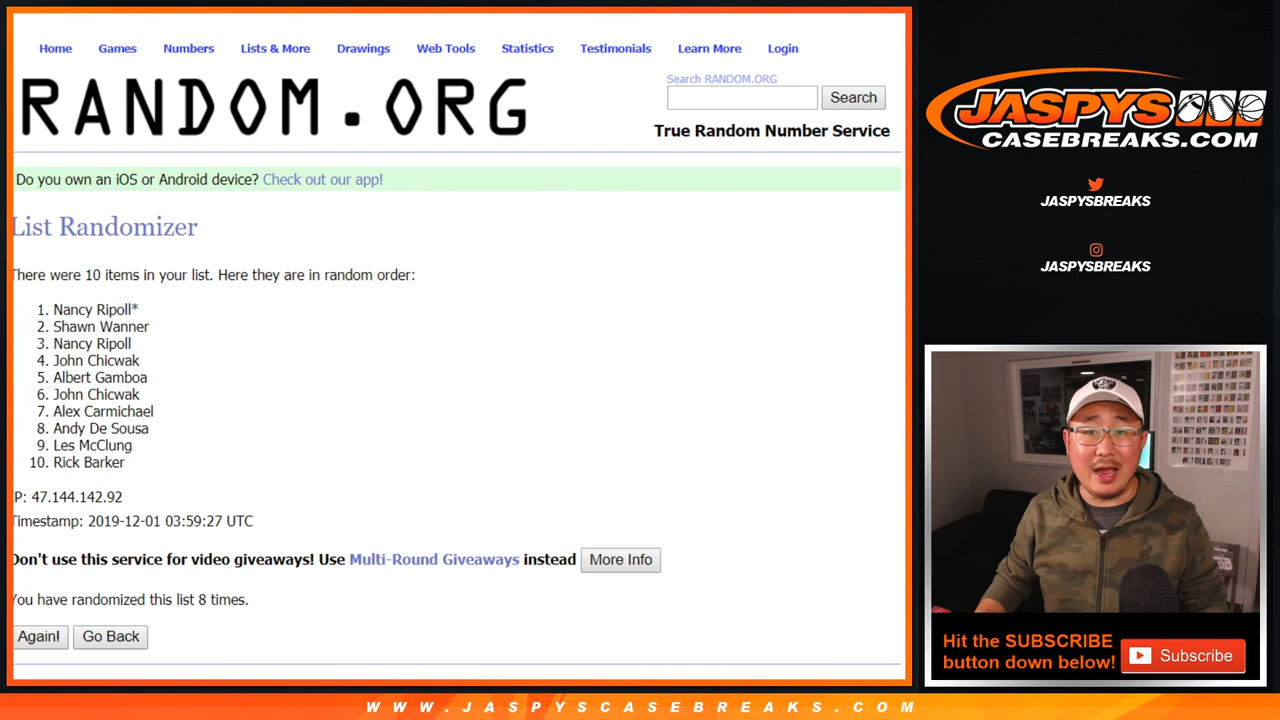 Home Games Numbers Lists & More Drawings Web Tools Statistics Testimonials Learn More Login
RANDOM.ORG
Search RANDOM.ORG
Search
True Random Number Service
Do you own an iOS or Android device? Check out our app!
List Randomizer
There were 10 items in your list. Here they are in random order:
1. Nancy Ripoll*
2. Shawn Wanner
3. Nancy Ripoll
4. John Chicwak
5. Albert Gamboa
6. John Chicwak
7. Alex Carmichael
8. Andy De Sousa
9. Les McClung
10. Rick Barker
P: 47.144.142.92
Timestamp: 2019-12-01 03:59:27 UTC
Don't use this service for video giveaways! Use Multi-Round Giveaways instead More Info
You have randomized this list 8 times.
Again! Go Back
JASPYS
CASEBREAKS.COM
JASPYSBREAKS
JASPYSBREAKS
Hit the SUBSCRIBE
button down below!
Subscribe
WWW.JASPYSCASEBREAKS.COM